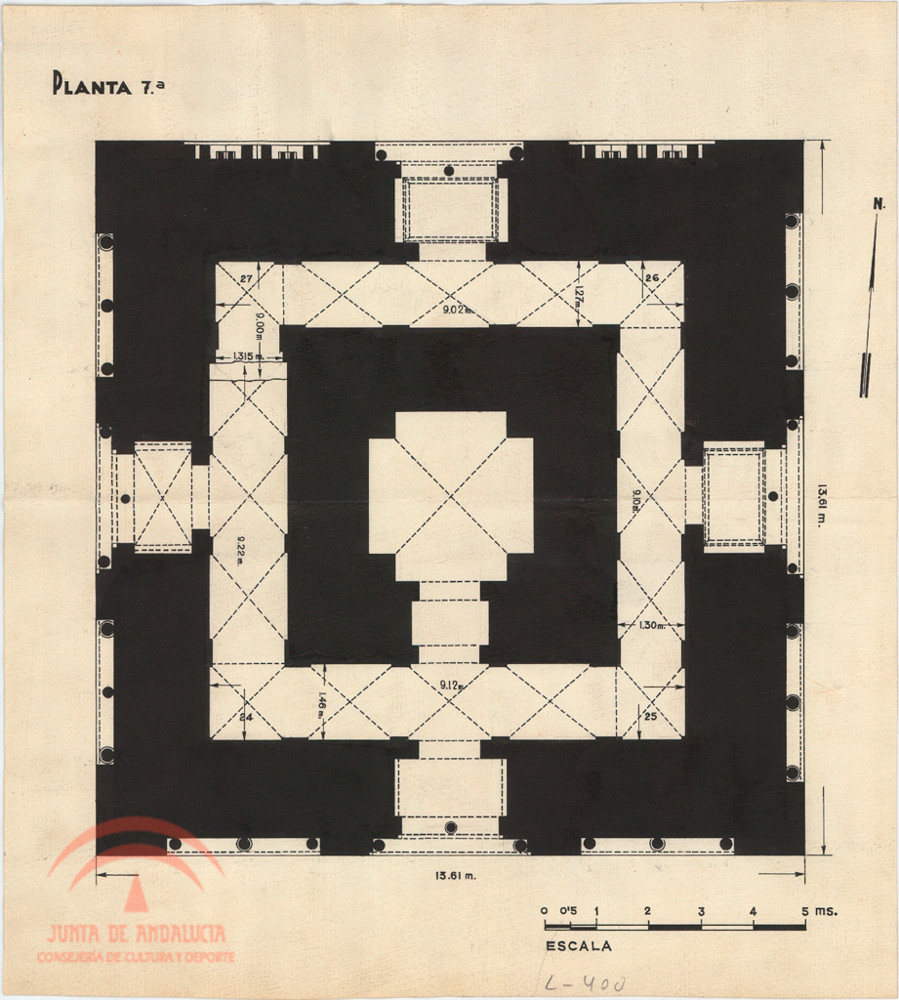 PLANTA 7.ª
N.
27
26
9.00 m.
9.02 m.
1.27 m.
1.315 m.
9.22 m.
9.10 m.
13.61 m.
1.30 m.
9.12 m.
1.46 m.
24
25
13.61 m.
0 0'5 1 2 3 4 5 ms.
ESCALA
L-400
JUNTA DE ANDALUCIA
CONSEJERÍA DE CULTURA Y DEPORTE